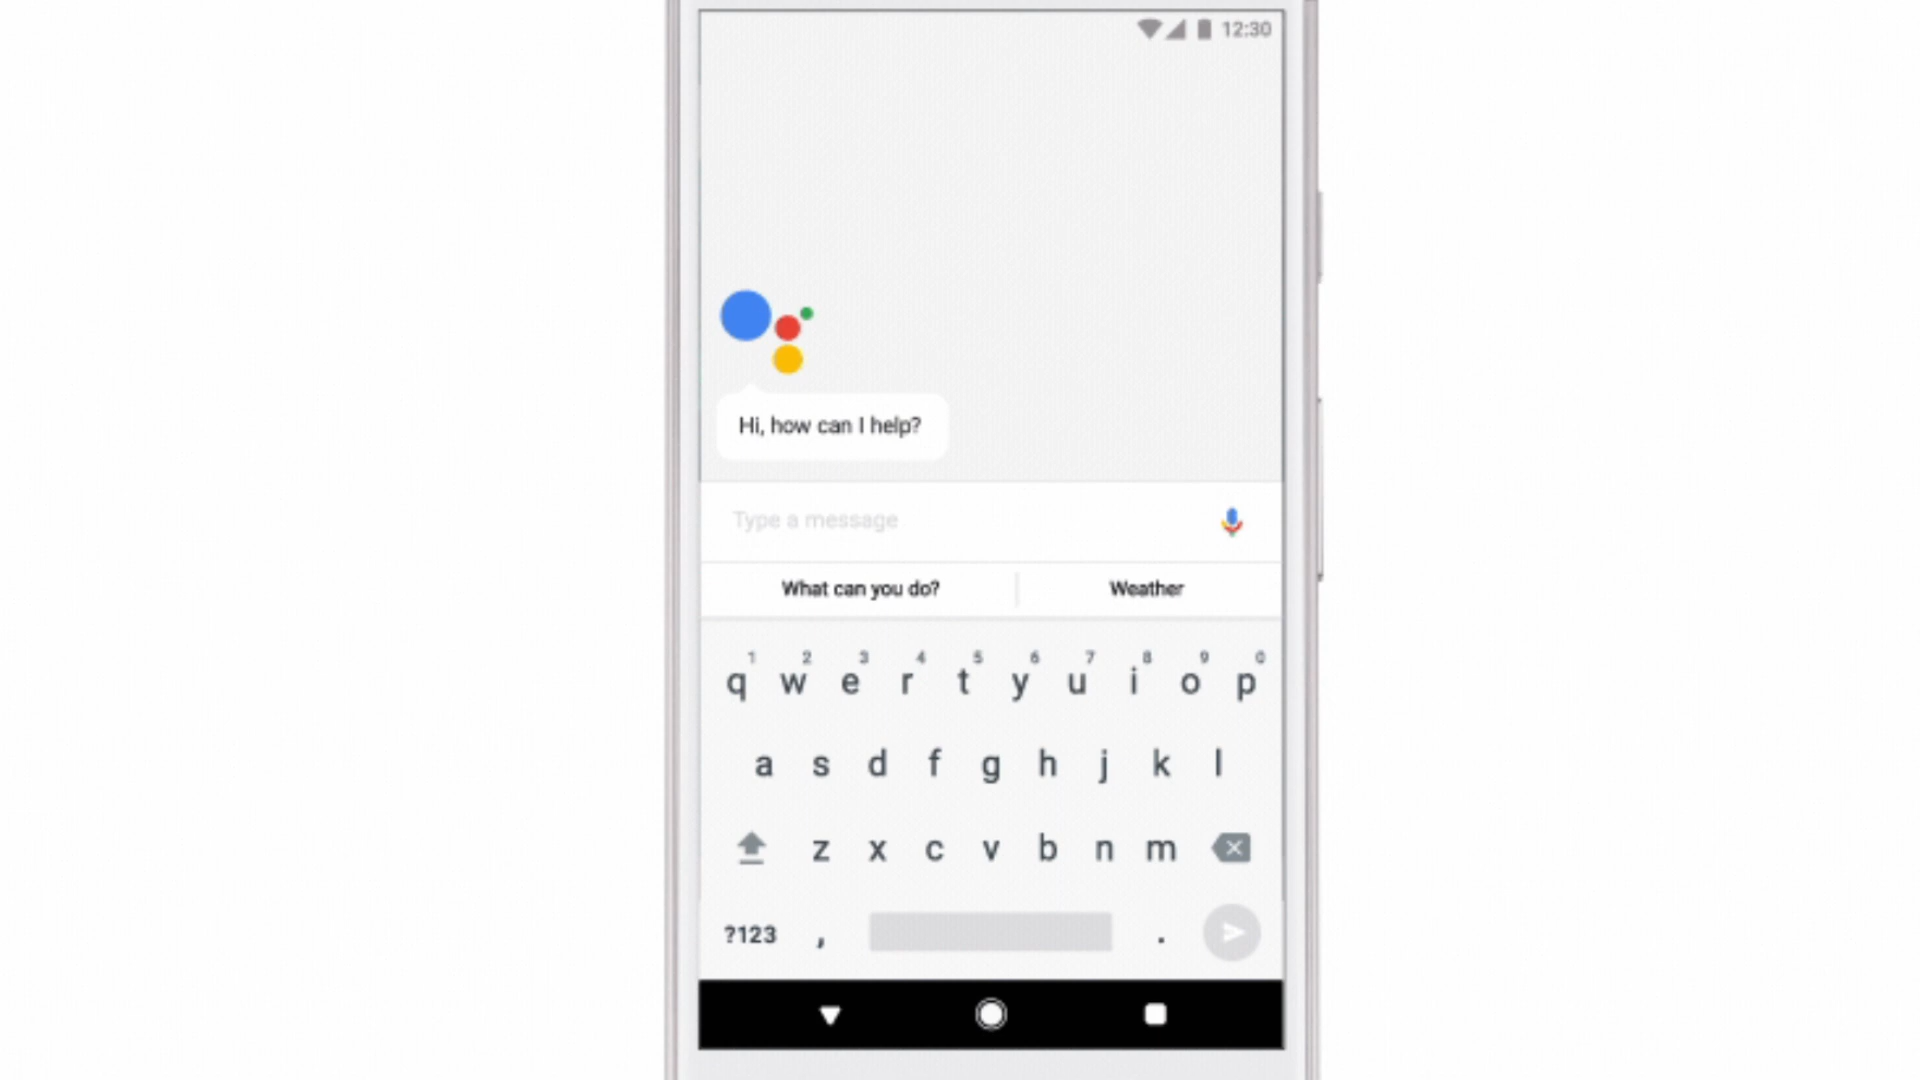 12:30
Hi, how can I help?
Type a message
What can you do? Weather
1 2 3 4 5 6 7 8 9 0
q w e r t y u i o p
a s d f g h j k l
z x c v b n m
?123 , .